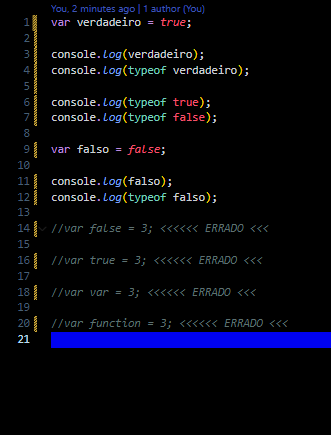 You, 2 minutes ago | 1 author (You)
1 var verdadeiro = true;
2
3 console.log(verdadeiro);
4 console.log(typeof verdadeiro);
5
6 console.log(typeof true);
7 console.log(typeof false);
8
9 var falso = false;
10
11 console.log(falso);
12 console.log(typeof falso);
13
14 //var false = 3; <<<<<< ERRADO <<<
15
16 //var true = 3; <<<<<< ERRADO <<<
17
18 //var var = 3; <<<<<< ERRADO <<<
19
20 //var function = 3; <<<<<< ERRADO <<<
21